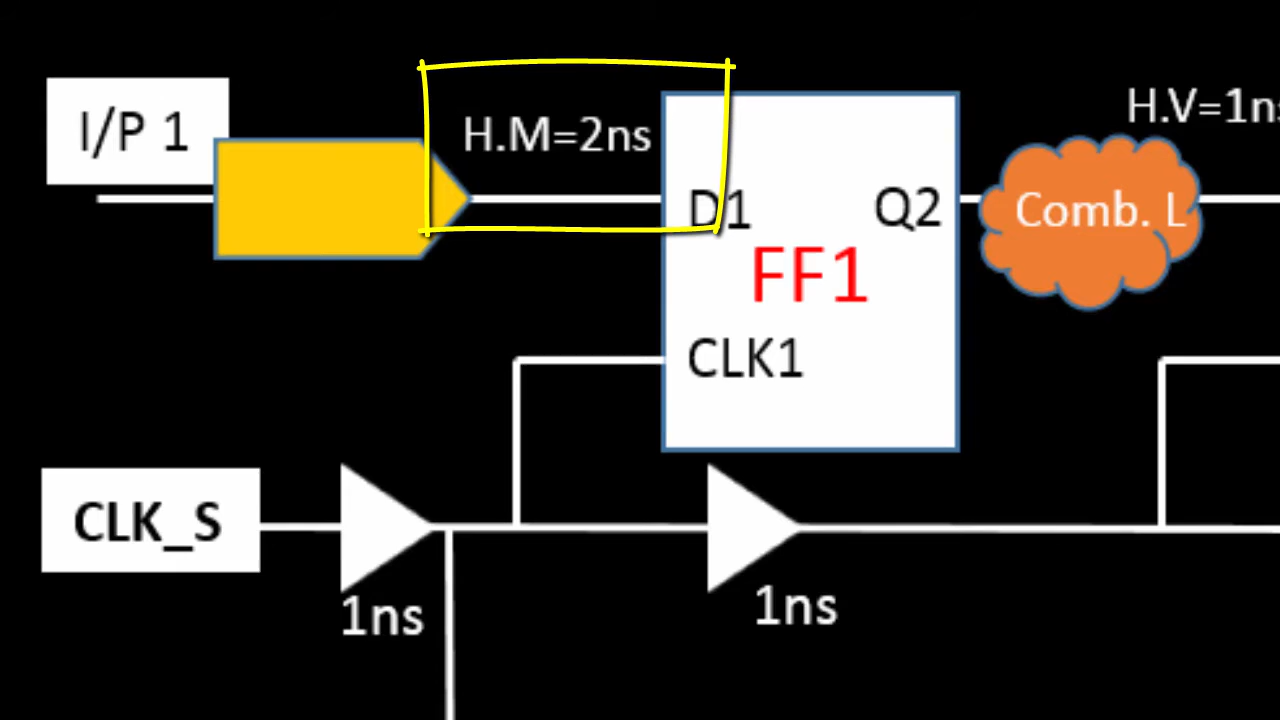 I/P 1
H.M=2ns
H.V=1ns
D1
Q2
Comb. L
FF1
CLK1
CLK_S
1ns
1ns